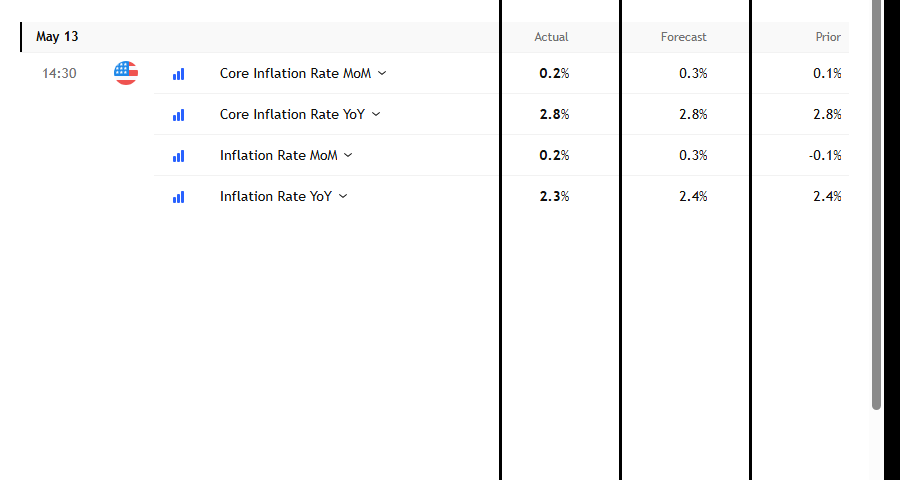 May 13 Actual Forecast Prior
14:30 Core Inflation Rate MoM 0.2% 0.3% 0.1%
Core Inflation Rate YoY 2.8% 2.8% 2.8%
Inflation Rate MoM 0.2% 0.3% -0.1%
Inflation Rate YoY 2.3% 2.4% 2.4%